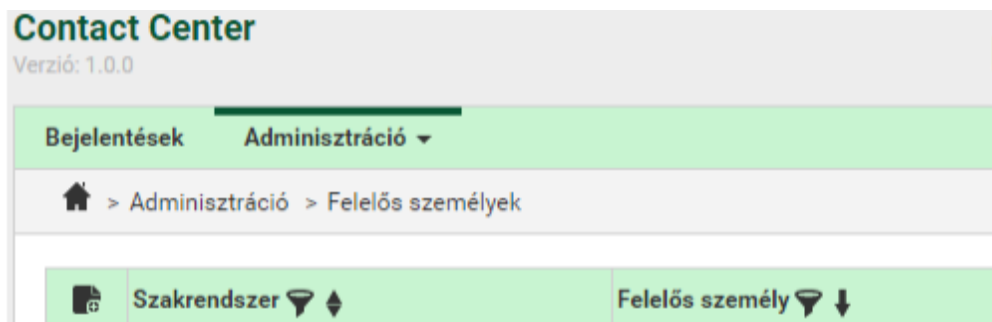 Contact Center
Verzió: 1.0.0
Bejelentések Adminisztráció
> Adminisztráció > Felelős személyek
Szakrendszer Felelős személy